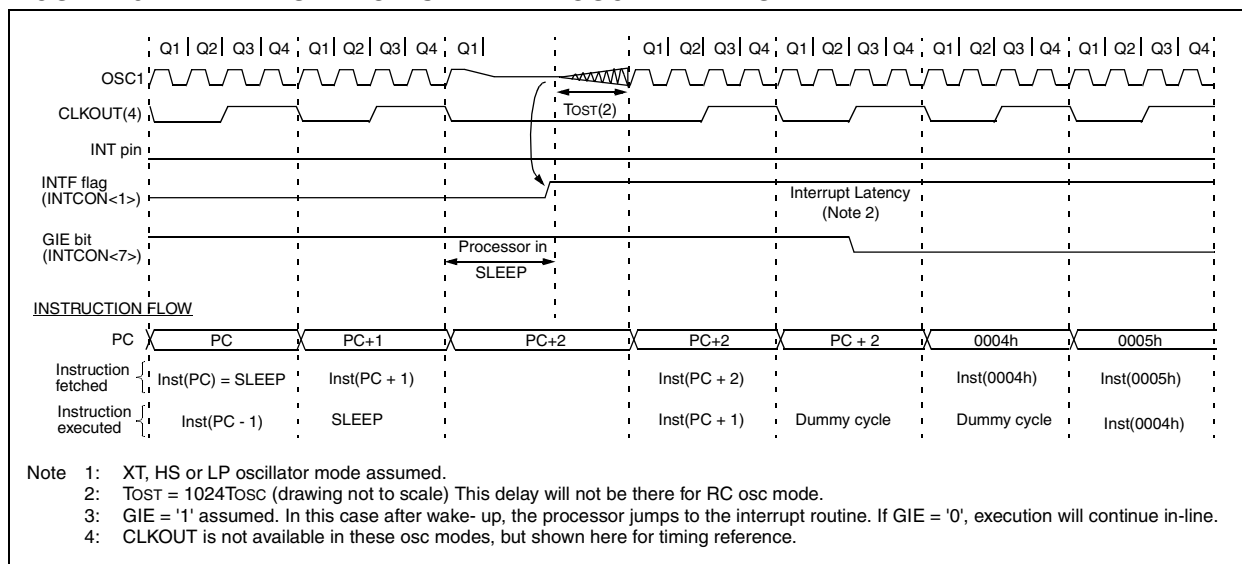 Q1 Q2 Q3 Q4 Q1 Q2 Q3 Q4 Q1 Q1 Q2 Q3 Q4 Q1 Q2 Q3 Q4 Q1 Q2 Q3 Q4 Q1 Q2 Q3 Q4
OSC1
TOST(2)
CLKOUT(4)
INT pin
INTF flag
(INTCON<1>)
Interrupt Latency
(Note 2)
GIE bit
(INTCON<7>)
Processor in
SLEEP
INSTRUCTION FLOW
PC PC PC+1 PC+2 PC+2 PC + 2 0004h 0005h
Instruction
fetched
Inst(PC) = SLEEP Inst(PC + 1) Inst(PC + 2) Inst(0004h) Inst(0005h)
Instruction
executed
Inst(PC - 1) SLEEP Inst(PC + 1) Dummy cycle Dummy cycle Inst(0004h)
Note 1: XT, HS or LP oscillator mode assumed.
2: TOST = 1024TOSC (drawing not to scale) This delay will not be there for RC osc mode.
3: GIE = '1' assumed. In this case after wake- up, the processor jumps to the interrupt routine. If GIE = '0', execution will continue in-line.
4: CLKOUT is not available in these osc modes, but shown here for timing reference.